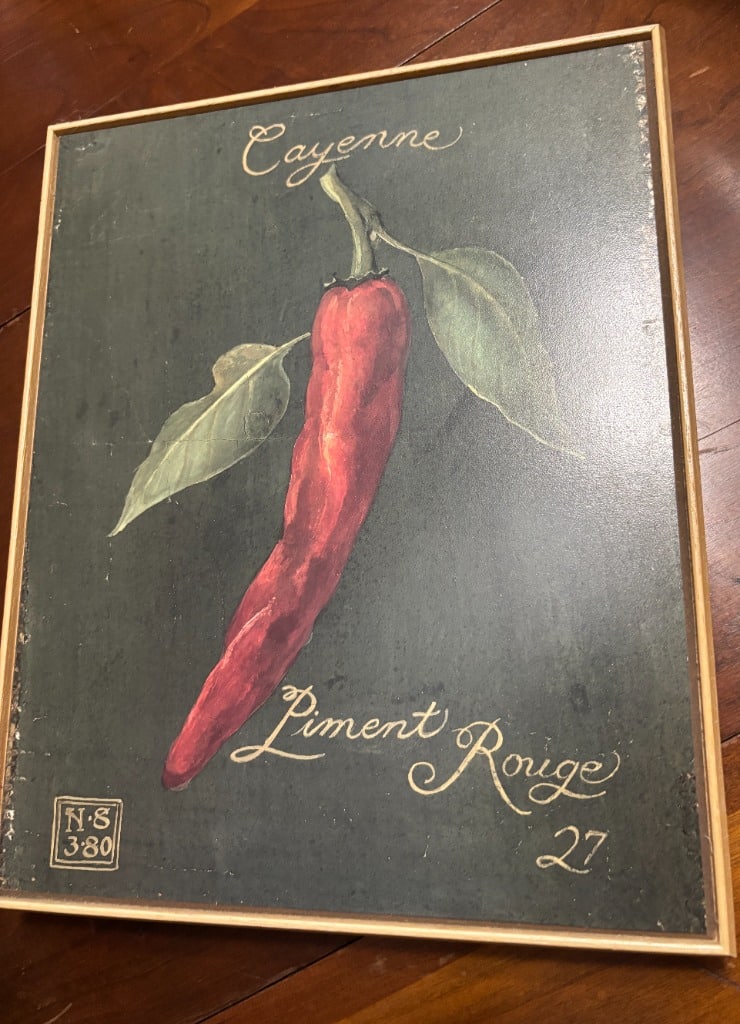 Cayenne
Piment
Rouge
27
N·S
3·80